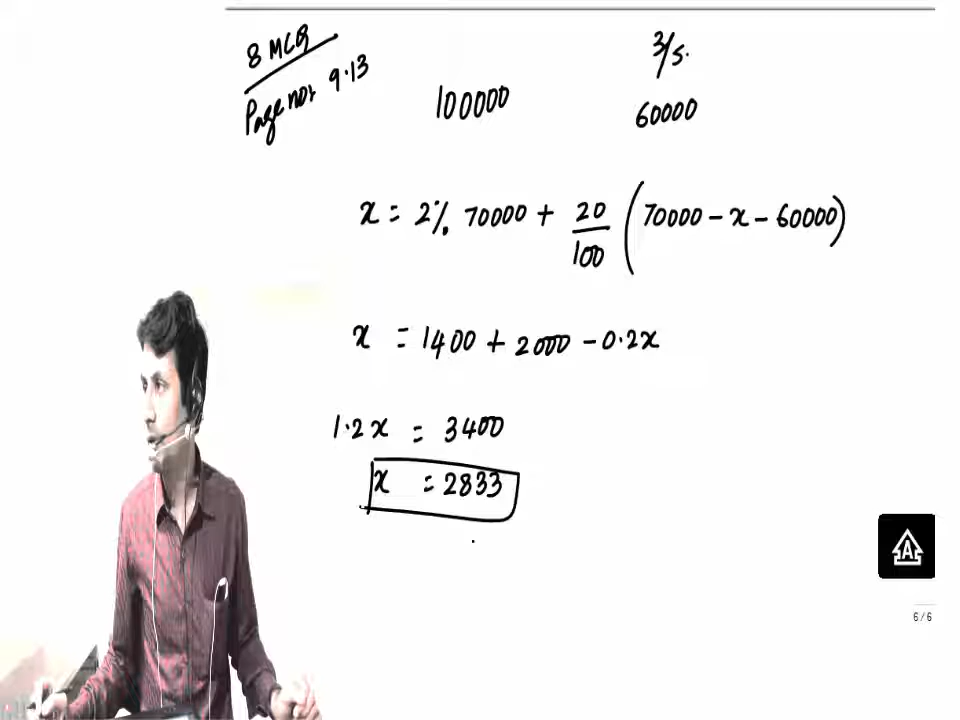 8 MCQ
Page no. 9.13
3/5.
100000 60000
x = 2% 70000 + 20/100 (70000 - x - 60000)
x = 1400 + 2000 - 0.2x
1.2x = 3400
x = 2833
A
6/6